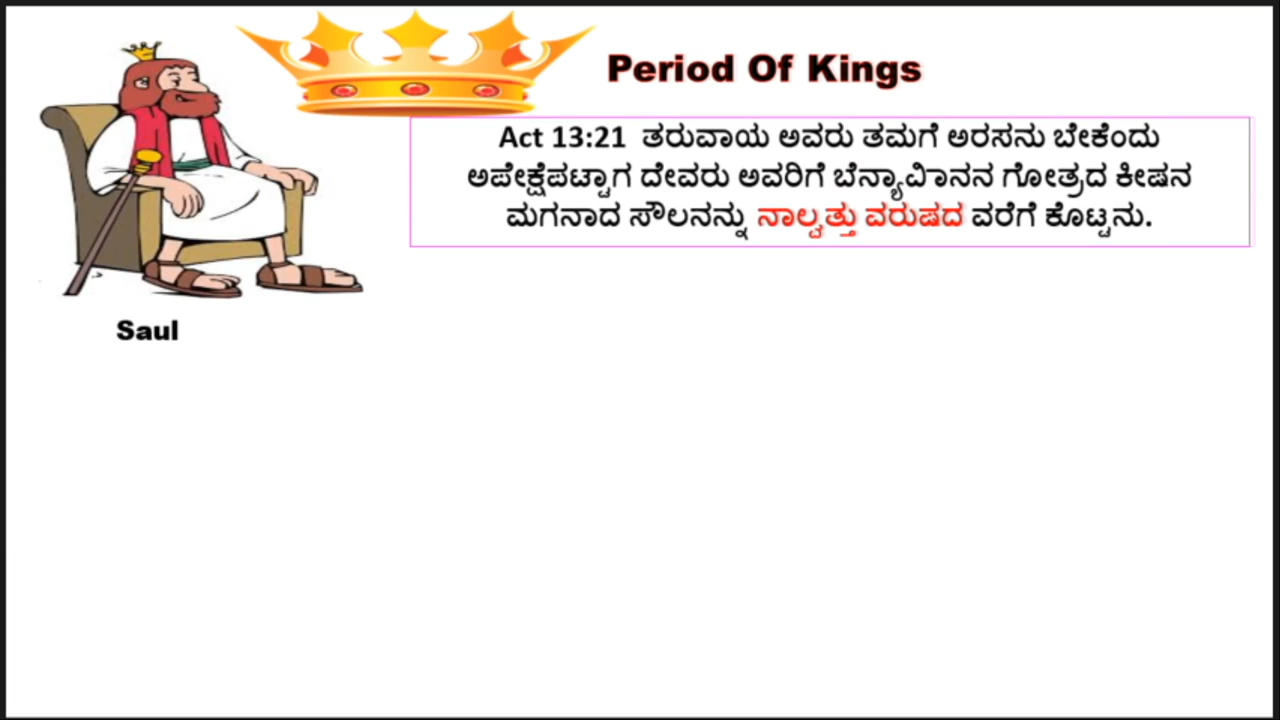 Period Of Kings
Act 13:21 ತರುವಾಯ ಅವರು ತಮಗೆ ಅರಸನು ಬೇಕೆಂದು
ಅಪೇಕ್ಷೆಪಟ್ಟಾಗ ದೇವರು ಅವರಿಗೆ ಬೆನ್ಯಾವಿಾನನ ಗೋತ್ರದ ಕೀಷನ
ಮಗನಾದ ಸೌಲನನ್ನು ನಾಲ್ವತ್ತು ವರುಷದ ವರೆಗೆ ಕೊಟ್ಟನು.
Saul